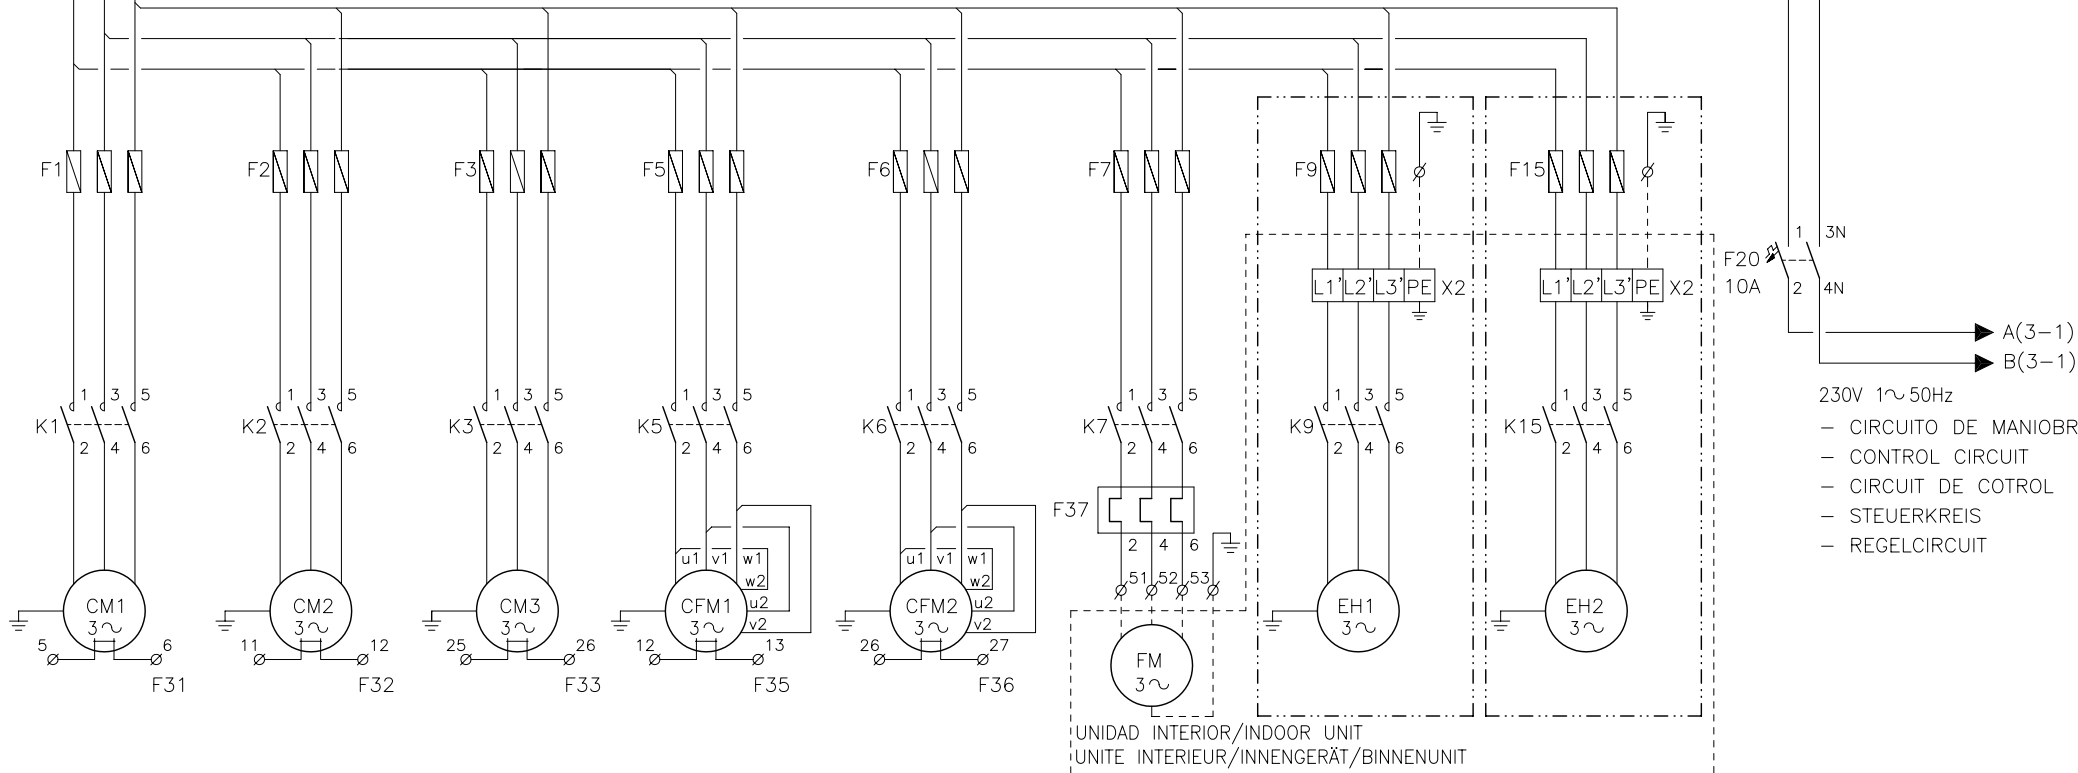 F1 F2 F3 F5 F6 F7 F9 F15
1 3N
F20
10A
2 4N
L1' L2' L3' PE X2 L1' L2' L3' PE X2
A(3-1)
B(3-1)
230V 1~50Hz
- CIRCUITO DE MANIOBR
- CONTROL CIRCUIT
- CIRCUIT DE COTROL
- STEUERKREIS
- REGELCIRCUIT
1 3 5 1 3 5 1 3 5 1 3 5 1 3 5 1 3 5 1 3 5 1 3 5
K1 K2 K3 K5 K6 K7 K9 K15
2 4 6 2 4 6 2 4 6 2 4 6 2 4 6 2 4 6 2 4 6 2 4 6
F37
2 4 6
u1 v1 w1 u1 v1 w1
w2 w2
51 52 53
u2 u2
CM1 CM2 CM3 CFM1 CFM2 EH1 EH2
3~ 3~ 3~ 3~ 3~ 3~ 3~
v2 v2
5 6 11 12 25 26 12 13 26 27
F31 F32 F33 F35 F36
FM
3~
UNIDAD INTERIOR/INDOOR UNIT
UNITE INTERIEUR/INNENGERÄT/BINNENUNIT